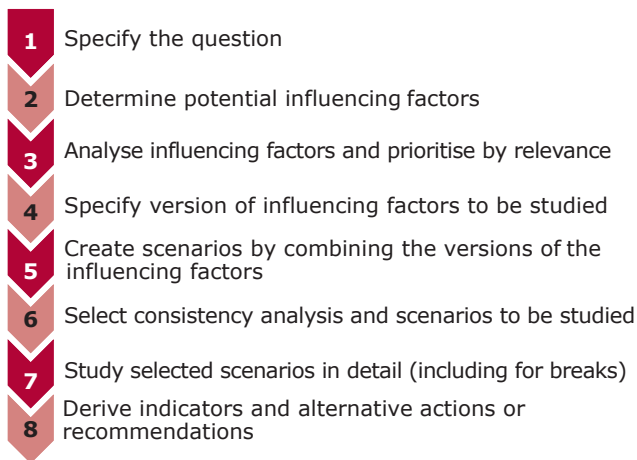 1 Specify the question
2 Determine potential influencing factors
3 Analyse influencing factors and prioritise by relevance
4 Specify version of influencing factors to be studied
5 Create scenarios by combining the versions of the
influencing factors
6 Select consistency analysis and scenarios to be studied
7 Study selected scenarios in detail (including for breaks)
8 Derive indicators and alternative actions or
recommendations